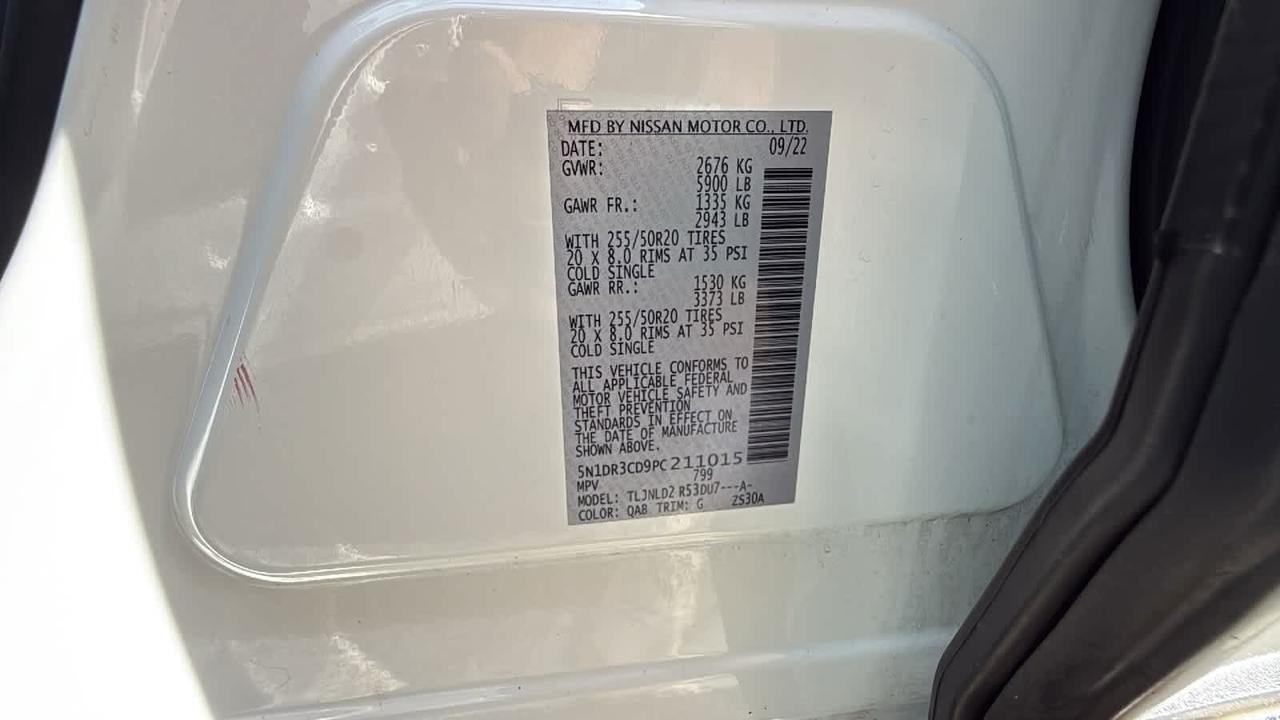 MFD BY NISSAN MOTOR CO., LTD.
DATE: 09/22
GVWR: 2676 KG
5900 LB
GAWR FR.: 1335 KG
2943 LB
WITH 255/50R20 TIRES
20 X 8.0 RIMS AT 35 PSI
COLD SINGLE
GAWR RR.: 1530 KG
3373 LB
WITH 255/50R20 TIRES
20 X 8.0 RIMS AT 35 PSI
COLD SINGLE
THIS VEHICLE CONFORMS TO
ALL APPLICABLE FEDERAL
MOTOR VEHICLE SAFETY AND
THEFT PREVENTION
STANDARDS IN EFFECT ON
THE DATE OF MANUFACTURE
SHOWN ABOVE.
5N1DR3CD9PC211015
MPV 799
MODEL: TLJNLD2 R53DU7---A-
COLOR: QAB TRIM: G ZS30A